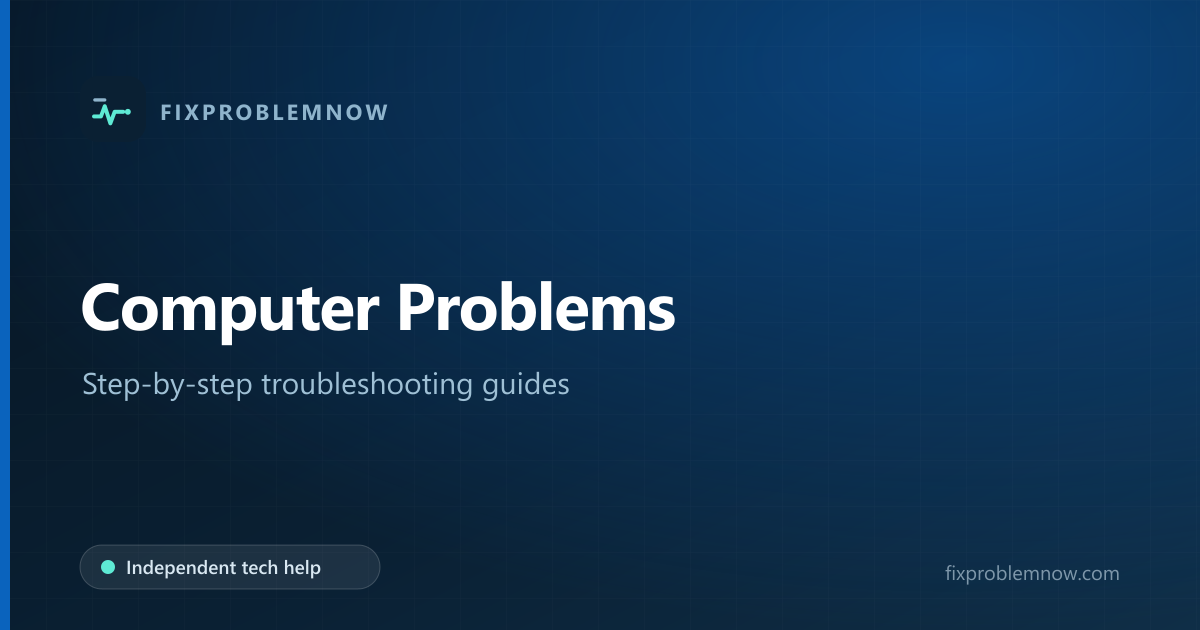 FIXPROBLEMNOW
Computer Problems
Step-by-step troubleshooting guides
Independent tech help
fixproblemnow.com